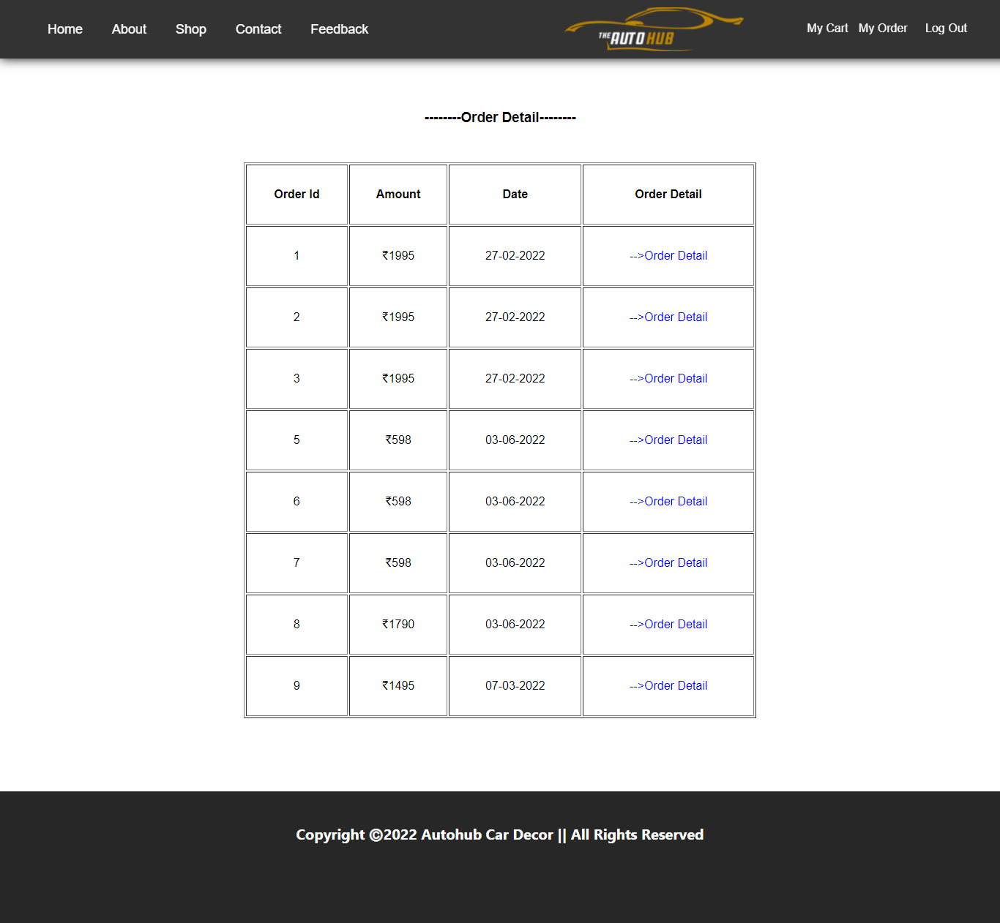 Home About Shop Contact Feedback THE AUTO HUB My Cart My Order Log Out
--------Order Detail--------
Order Id Amount Date Order Detail
1 ₹1995 27-02-2022 -->Order Detail
2 ₹1995 27-02-2022 -->Order Detail
3 ₹1995 27-02-2022 -->Order Detail
5 ₹598 03-06-2022 -->Order Detail
6 ₹598 03-06-2022 -->Order Detail
7 ₹598 03-06-2022 -->Order Detail
8 ₹1790 03-06-2022 -->Order Detail
9 ₹1495 07-03-2022 -->Order Detail
Copyright ©2022 Autohub Car Decor || All Rights Reserved